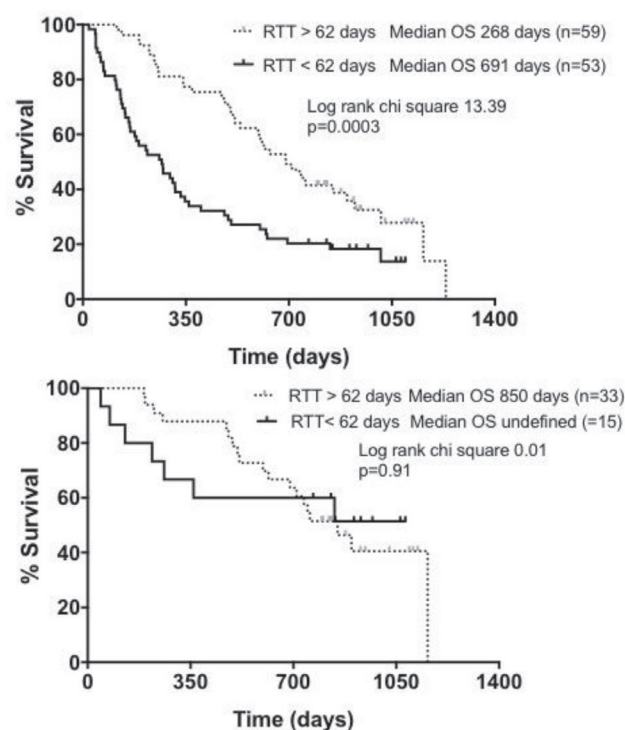 RTT > 62 days Median OS 268 days (n=59)
RTT < 62 days Median OS 691 days (n=53)
Log rank chi square 13.39
p=0.0003
% Survival
100
80
60
40
20
0
0 350 700 1050 1400
Time (days)
RTT > 62 days Median OS 850 days (n=33)
RTT< 62 days Median OS undefined (=15)
Log rank chi square 0.01
p=0.91
% Survival
100
80
60
40
20
0
0 350 700 1050 1400
Time (days)